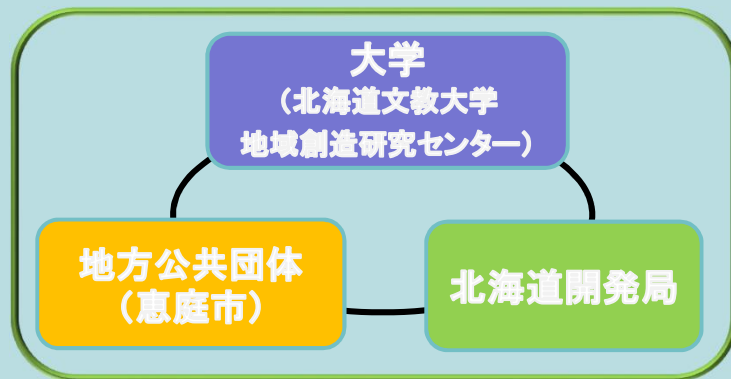 大学
（北海道文教大学
地域創造研究センター）
地方公共団体
（恵庭市）
北海道開発局